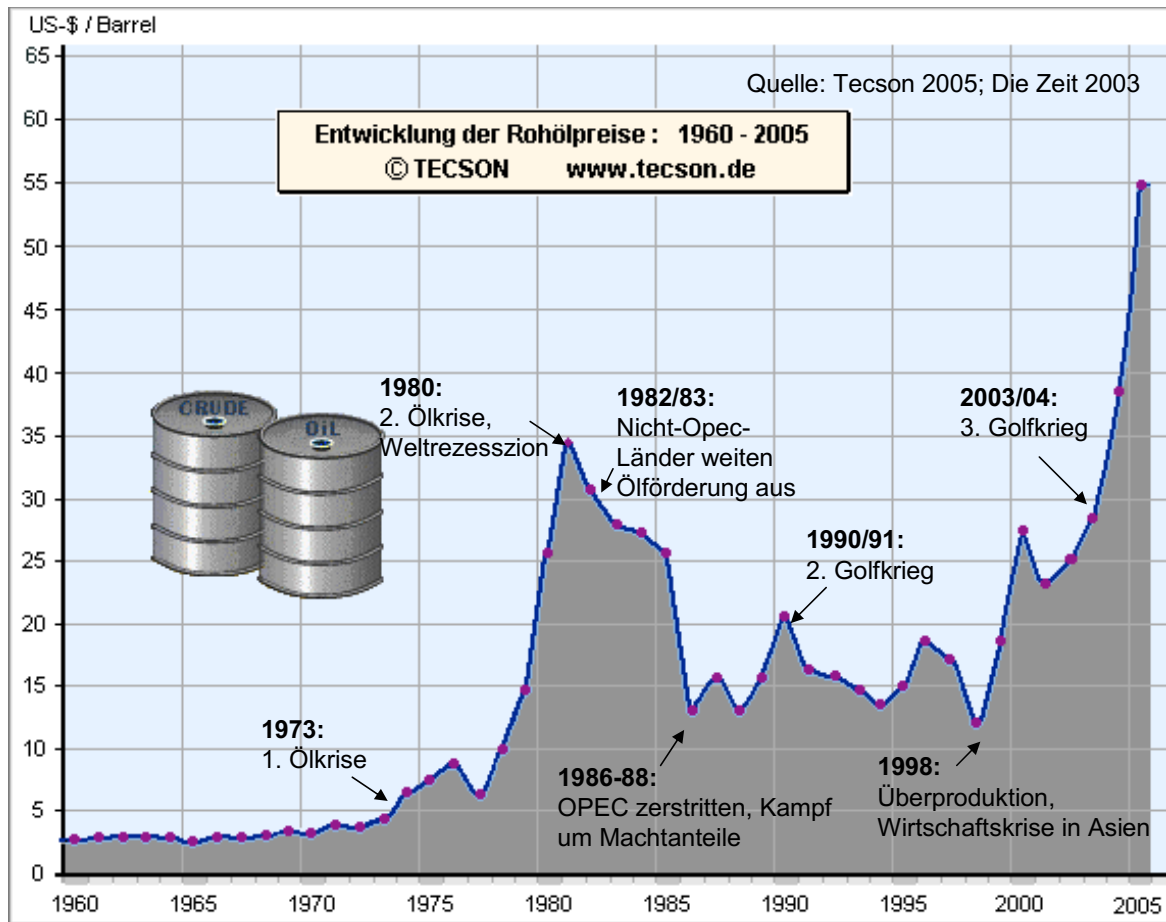 US-$ / Barrel
65
Quelle: Tecson 2005; Die Zeit 2003
60
Entwicklung der Rohölpreise : 1960 - 2005
© TECSON www.tecson.de
55
50
45
40
35
30
25
20
15
10
5
0
CRUDE
OIL
1980:
2. Ölkrise,
Weltrezesszion
1982/83:
Nicht-Opec-
Länder weiten
Ölförderung aus
2003/04:
3. Golfkrieg
1990/91:
2. Golfkrieg
1973:
1. Ölkrise
1986-88:
OPEC zerstritten, Kampf
um Machtanteile
1998:
Überproduktion,
Wirtschaftskrise in Asien
1960 1965 1970 1975 1980 1985 1990 1995 2000 2005